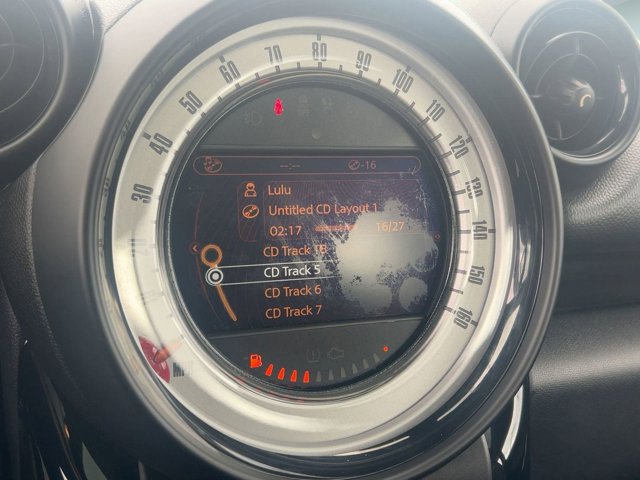 70 80 90
60 100
50 110
40 120
30 130
140
150
160
--:-- -16
Lulu
Untitled CD Layout 1
02:17 16/27
CD Track 18
CD Track 5
CD Track 6
CD Track 7